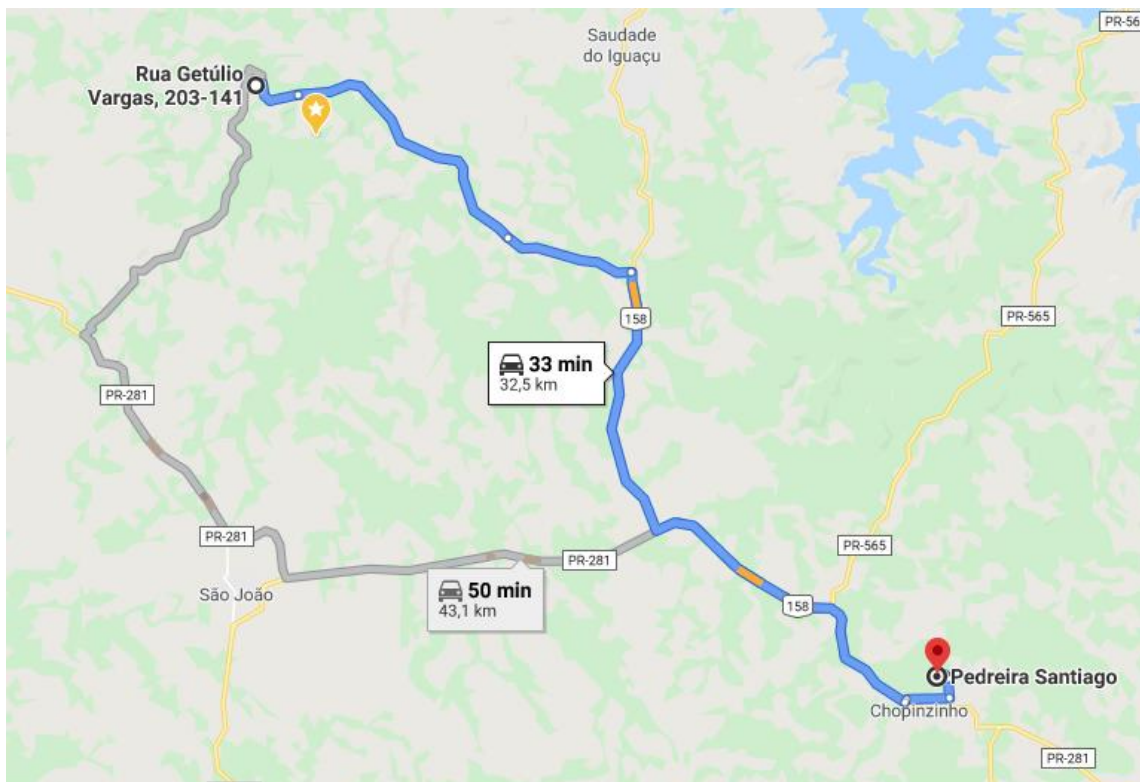 PR-56
Saudade
do Iguaçu
Rua Getúlio
Vargas, 203-141
158
PR-565
33 min
32,5 km
PR-281
PR-281
PR-565
PR-281
50 min
43,1 km
São João
158
Pedreira Santiago
Chopinzinho
PR-281